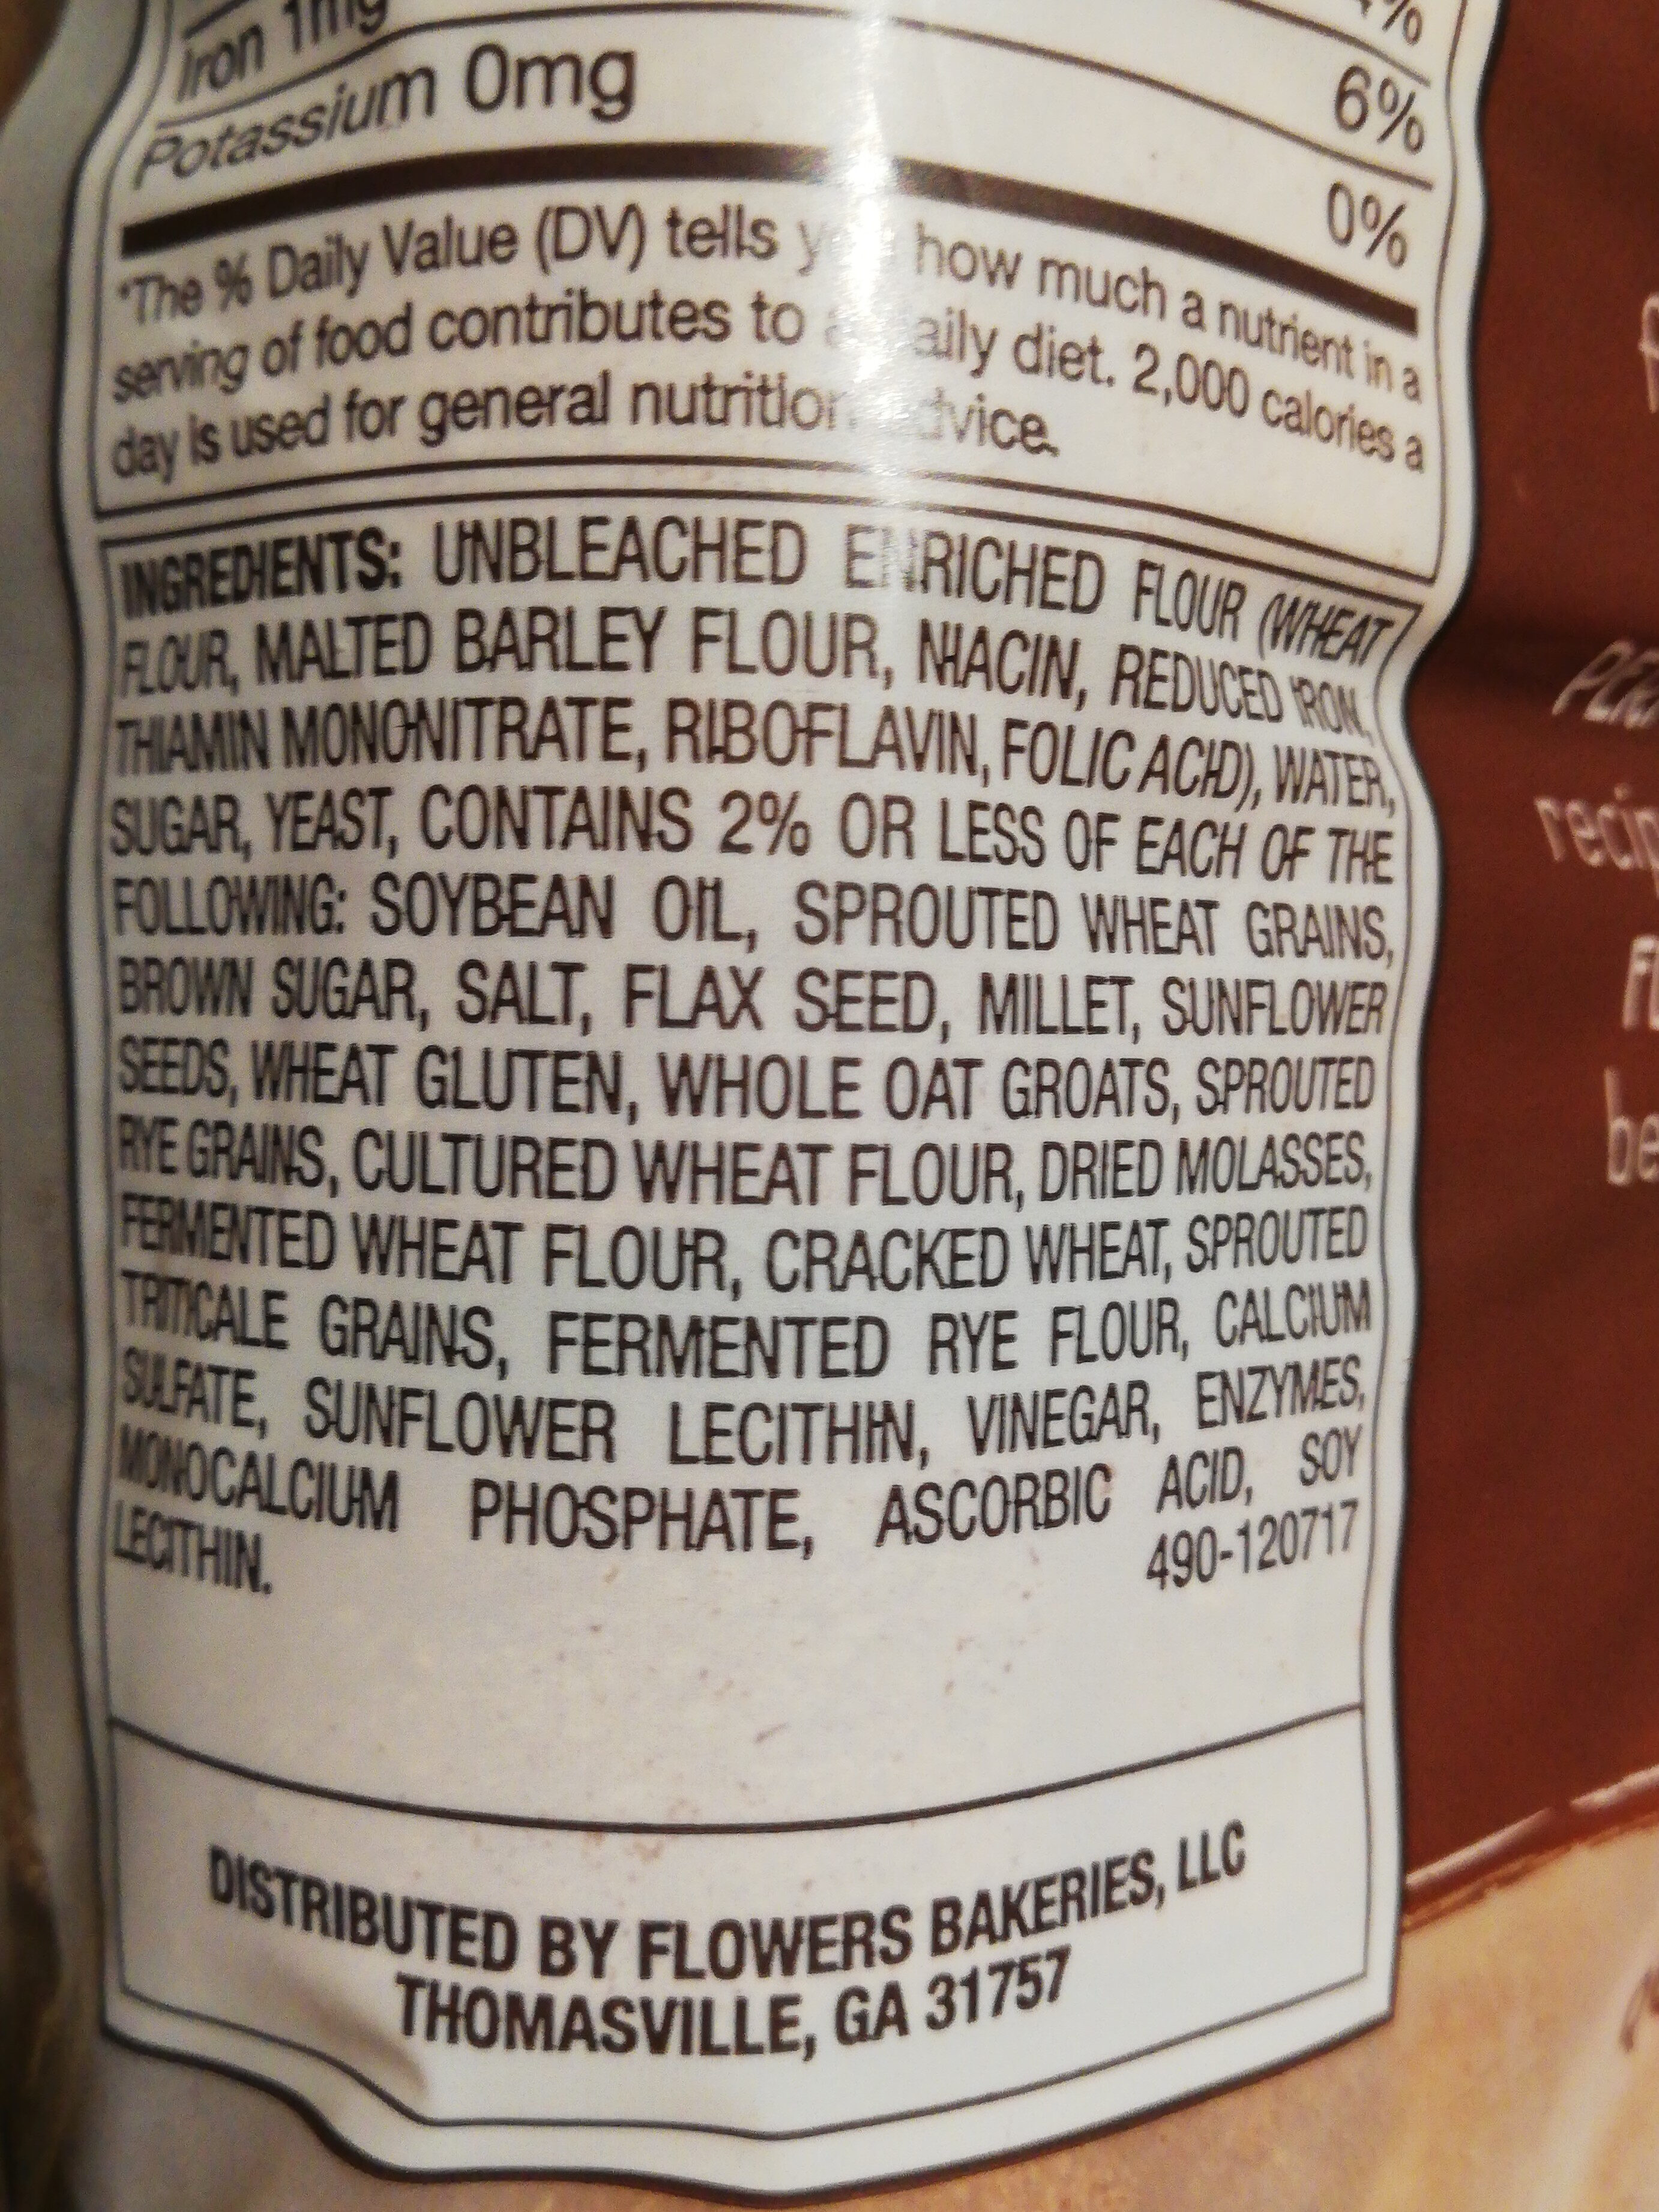 %
Iron 1mg 6%
Potassium 0mg 0%
*The % Daily Value (DV) tells how much a nutrient in a
serving of food contributes to diet. 2,000 calories a
day is used for general
INGREDIENTS: UNBLEACHED ENRICHED FLOUR (WHEAT
FLOUR, MALTED BARLEY FLOUR, NIACIN, REDUCED IRON,
THIAMIN MONONITRATE, RIBOFLAVIN, FOLIC ACID), WATER,
SUGAR, YEAST, CONTAINS 2% OR LESS OF EACH OF THE
FOLLOWING: SOYBEAN OIL, SPROUTED WHEAT GRAINS,
BROWN SUGAR, SALT, FLAX SEED, MILLET, SUNFLOWER
SEEDS, WHEAT GLUTEN, WHOLE OAT GROATS, SPROUTED
RYE GRAINS, CULTURED WHEAT FLOUR, DRIED MOLASSES,
FERMENTED WHEAT FLOUR, CRACKED WHEAT, SPROUTED
TRITICALE GRAINS, FERMENTED RYE FLOUR, CALCIUM
SULFATE, SUNFLOWER LECITHIN, VINEGAR, ENZYMES,
MONOCALCIUM PHOSPHATE, ASCORBIC ACID, SOY
LECITHIN. 490-120717
DISTRIBUTED BY FLOWERS BAKERIES, LLC
THOMASVILLE, GA 31757